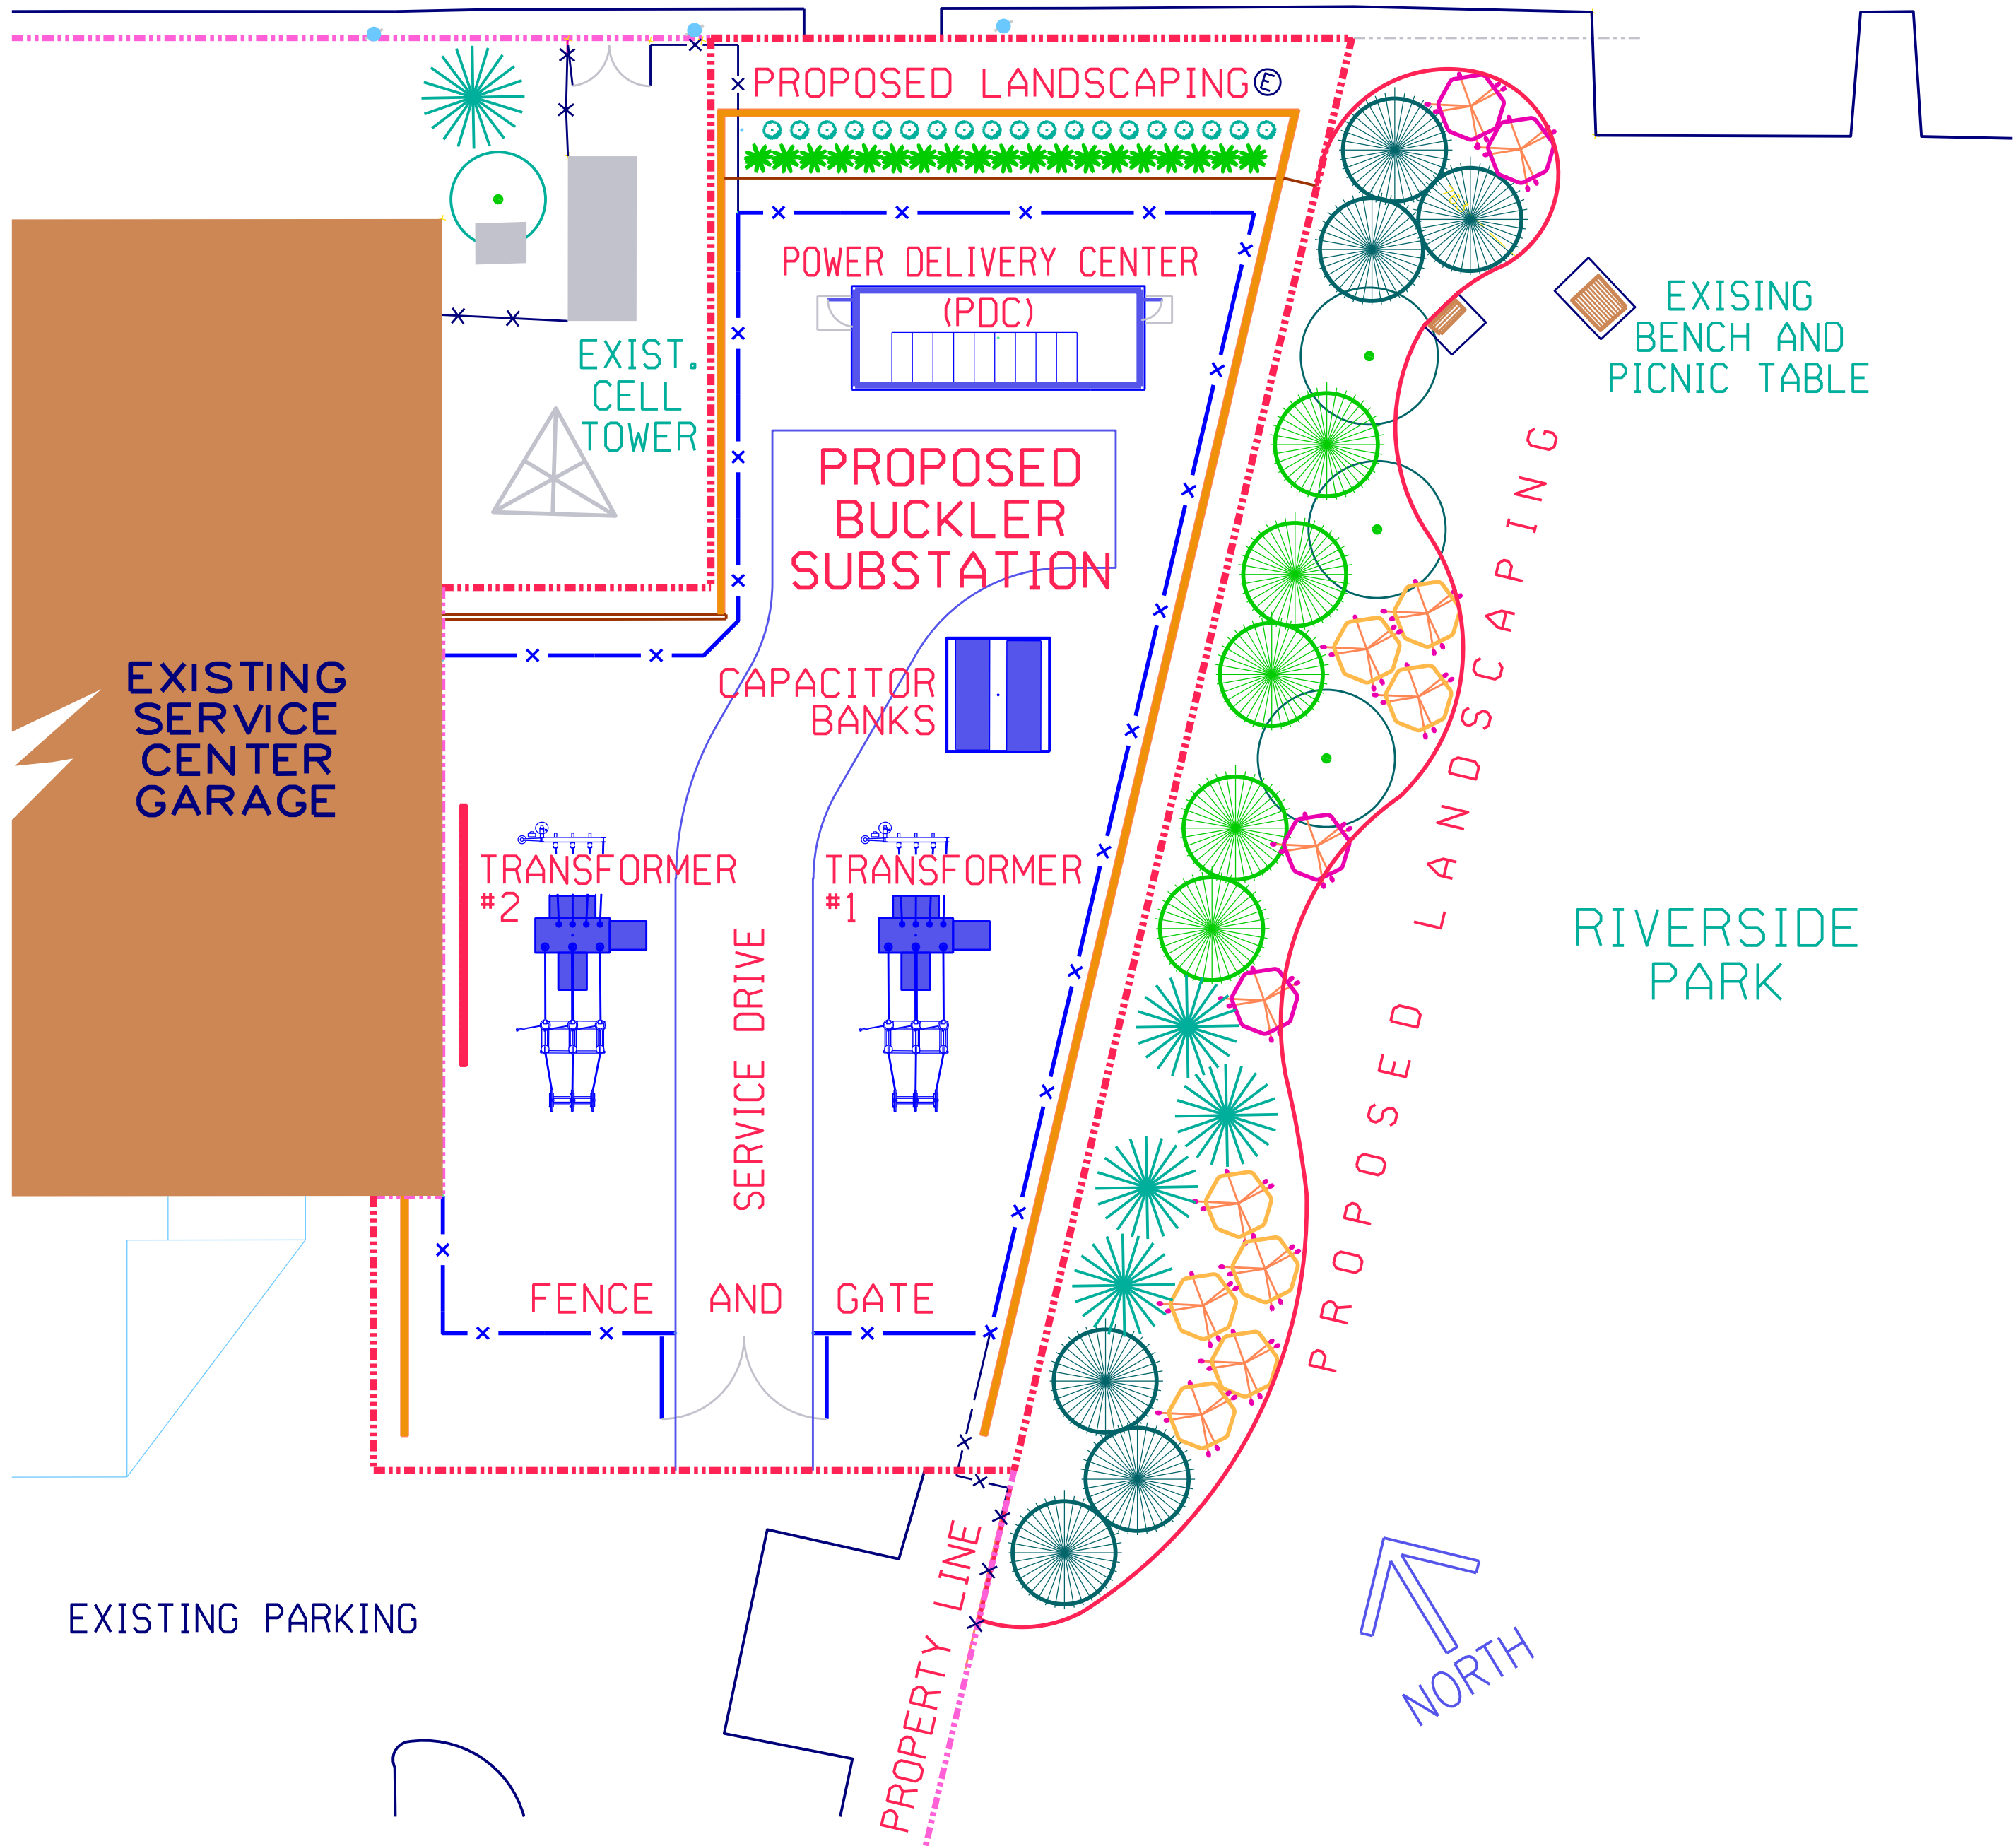 PROPOSED LANDSCAPING
E
POWER DELIVERY CENTER
(PDC)
EXISING
BENCH AND
PICNIC TABLE
EXIST.
CELL
TOWER
PROPOSED
BUCKLER
SUBSTATION
PROPOSED LANDSCAPING
EXISTING
SERVICE
CENTER
GARAGE
CAPACITOR
BANKS
TRANSFORMER
#2
TRANSFORMER
#1
SERVICE DRIVE
RIVERSIDE
PARK
FENCE AND GATE
PROPERTY LINE
EXISTING PARKING
NORTH